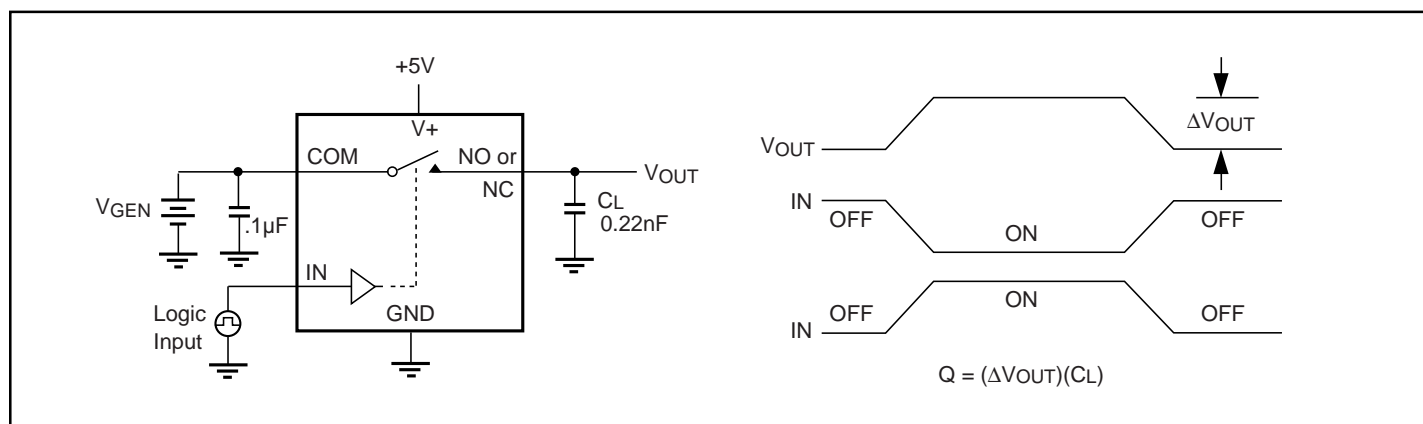 +5V
V+
COM
NO or
NC
VOUT
VGEN
.1µF
CL
0.22nF
IN
GND
Logic
Input
VOUT
ΔVOUT
IN
OFF
ON
OFF
IN
OFF
ON
OFF
Q = (ΔVOUT)(CL)